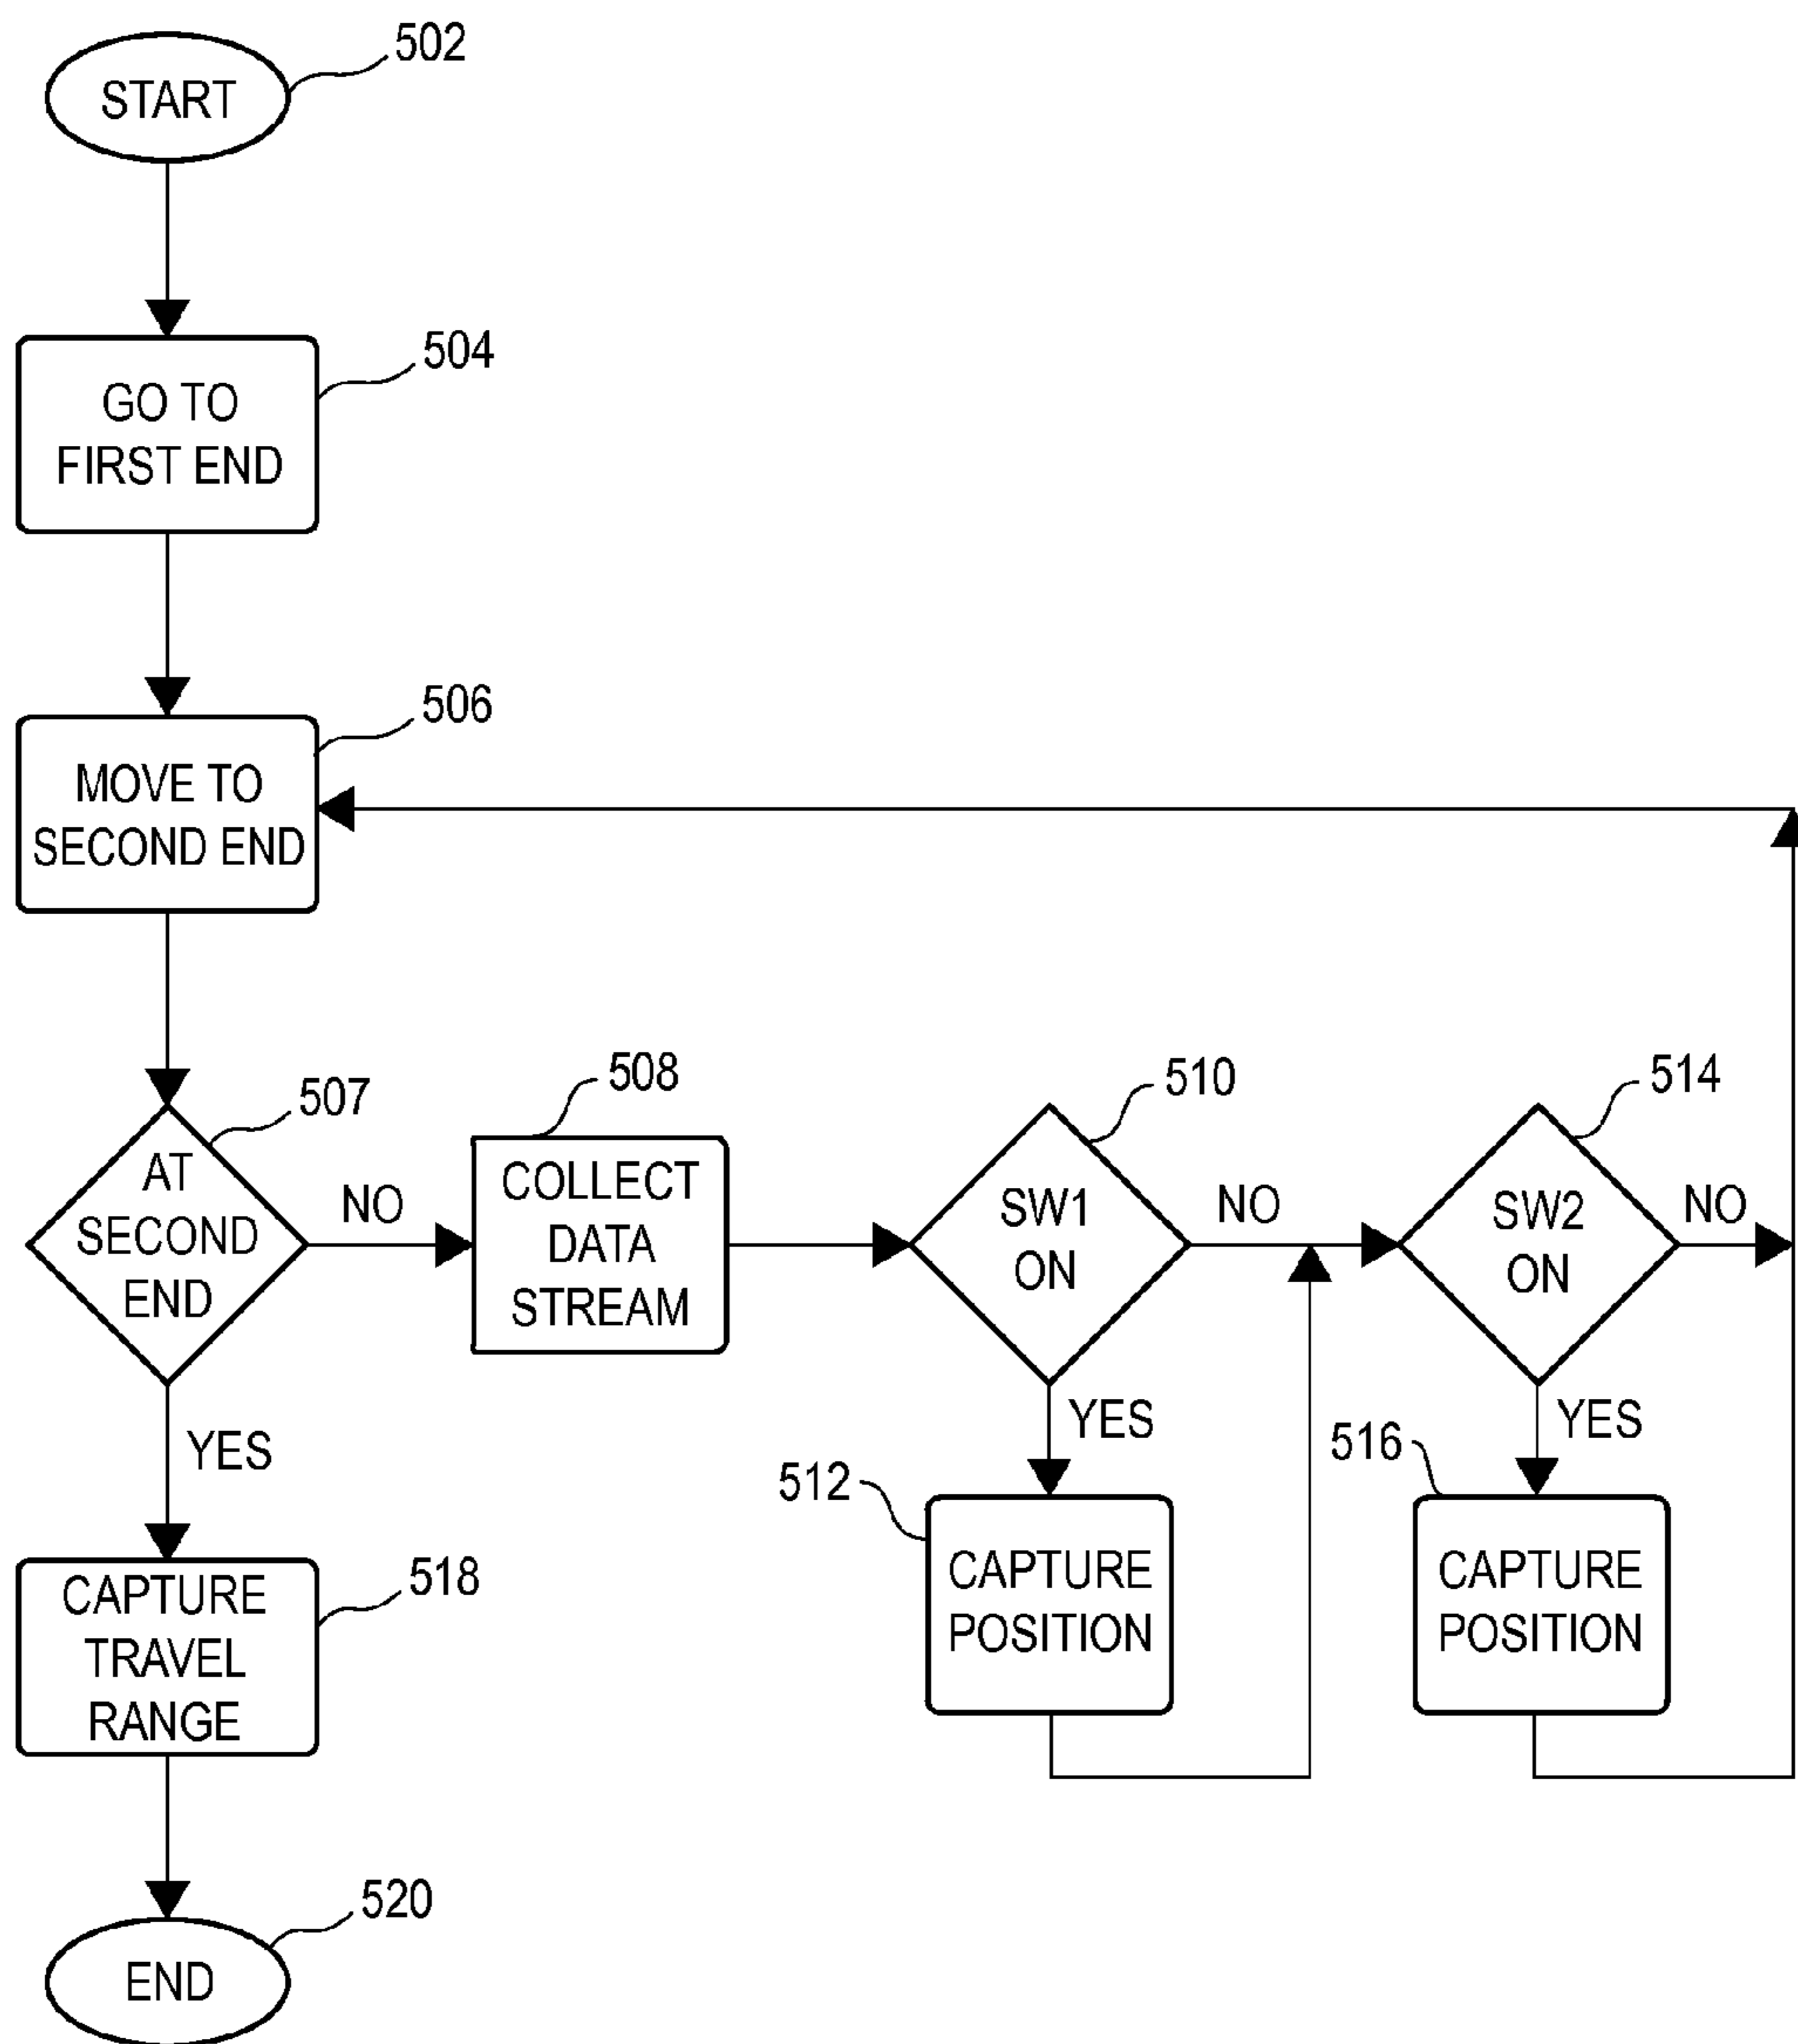 502
START
504
GO TO
FIRST END
506
MOVE TO
SECOND END
507
AT
SECOND
END
NO
YES
508
COLLECT
DATA
STREAM
510
SW1
ON
NO
YES
512
CAPTURE
POSITION
514
SW2
ON
NO
YES
516
CAPTURE
POSITION
518
CAPTURE
TRAVEL
RANGE
520
END